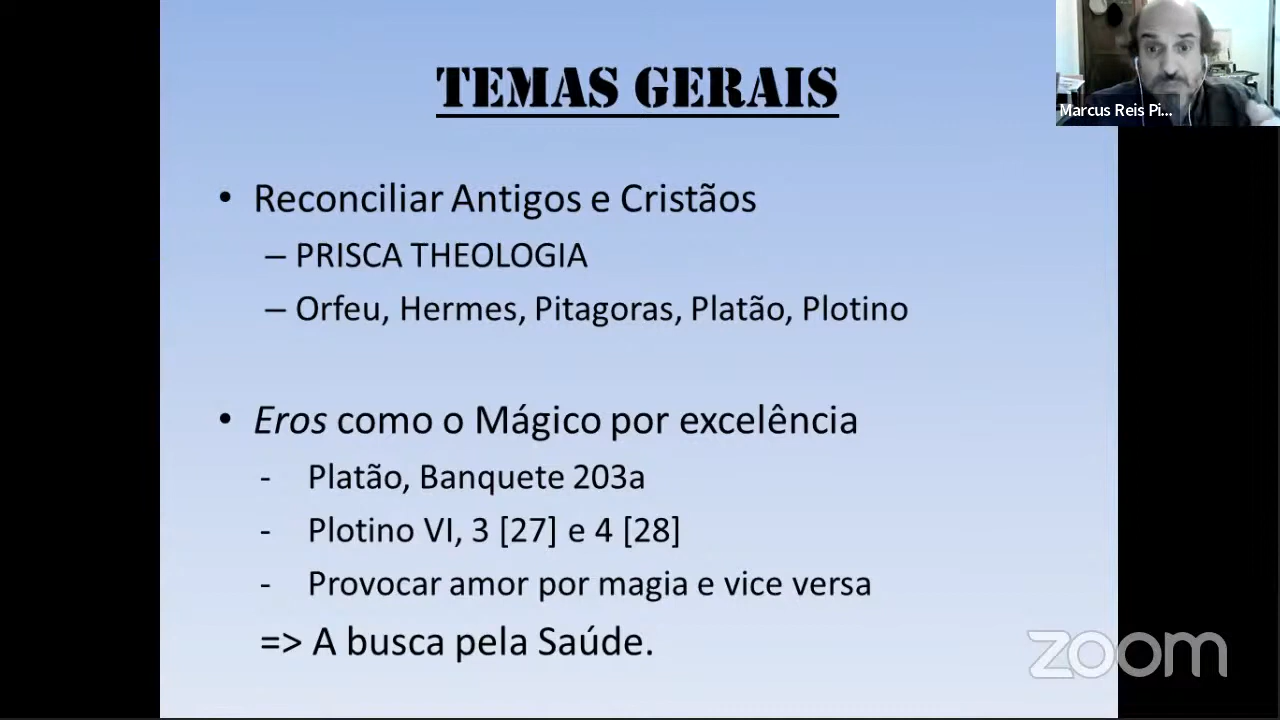 TEMAS GERAIS
Marcus Reis Pi...
• Reconciliar Antigos e Cristãos
– PRISCA THEOLOGIA
– Orfeu, Hermes, Pitagoras, Platão, Plotino
• Eros como o Mágico por excelência
- Platão, Banquete 203a
- Plotino VI, 3 [27] e 4 [28]
- Provocar amor por magia e vice versa
=> A busca pela Saúde.
zoom